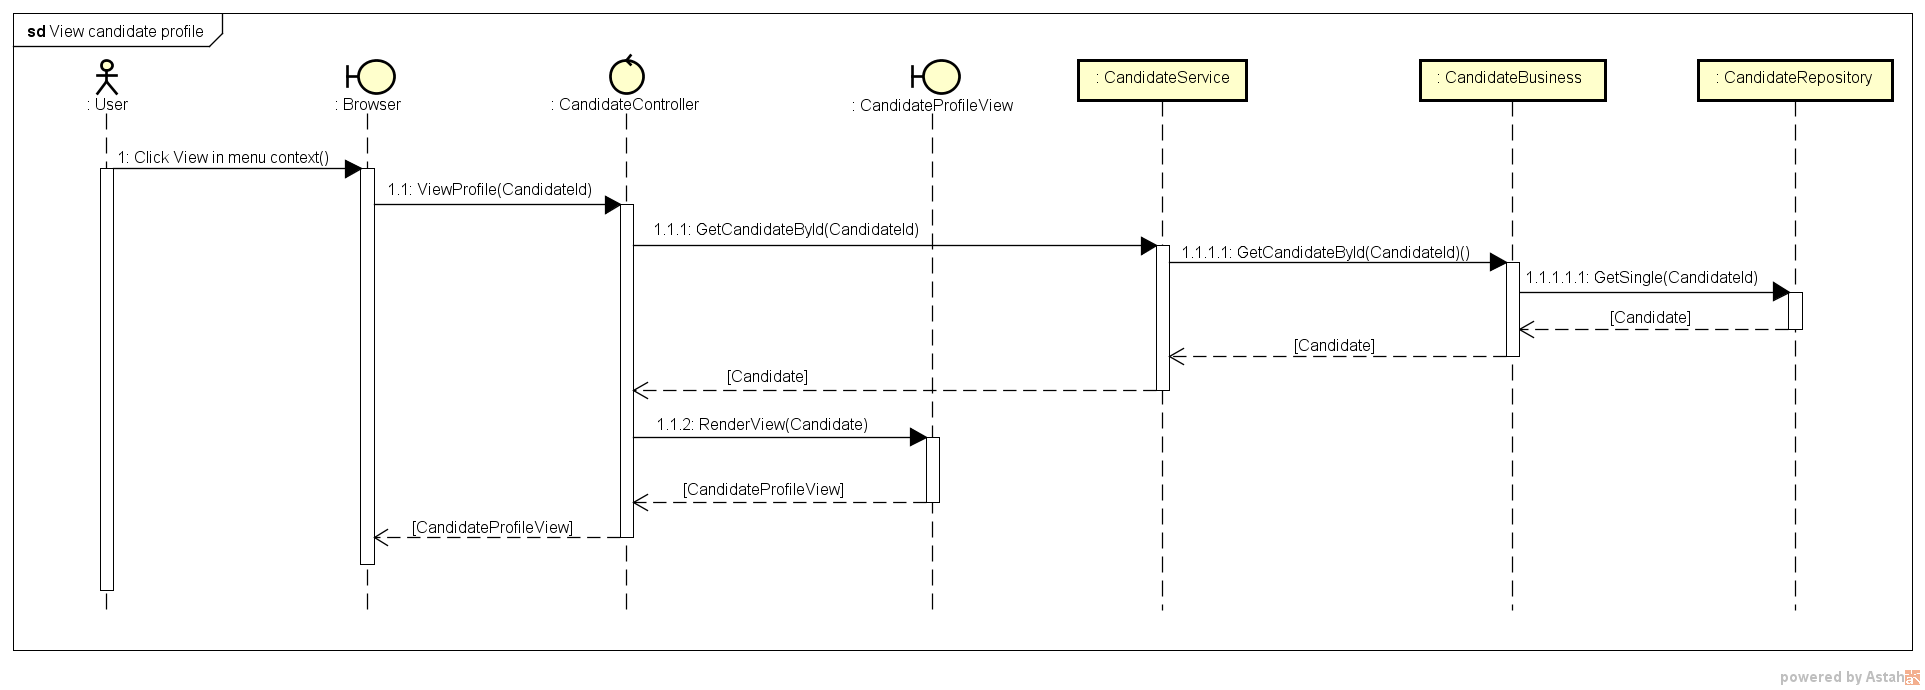 sd View candidate profile
: User
: Browser
: CandidateController
: CandidateProfileView
: CandidateService
: CandidateBusiness
: CandidateRepository
1: Click View in menu context()
1.1: ViewProfile(CandidateId)
1.1.1: GetCandidateById(CandidateId)
1.1.1.1: GetCandidateById(CandidateId)()
1.1.1.1.1: GetSingle(CandidateId)
[Candidate]
[Candidate]
[Candidate]
1.1.2: RenderView(Candidate)
[CandidateProfileView]
[CandidateProfileView]
powered by Astah